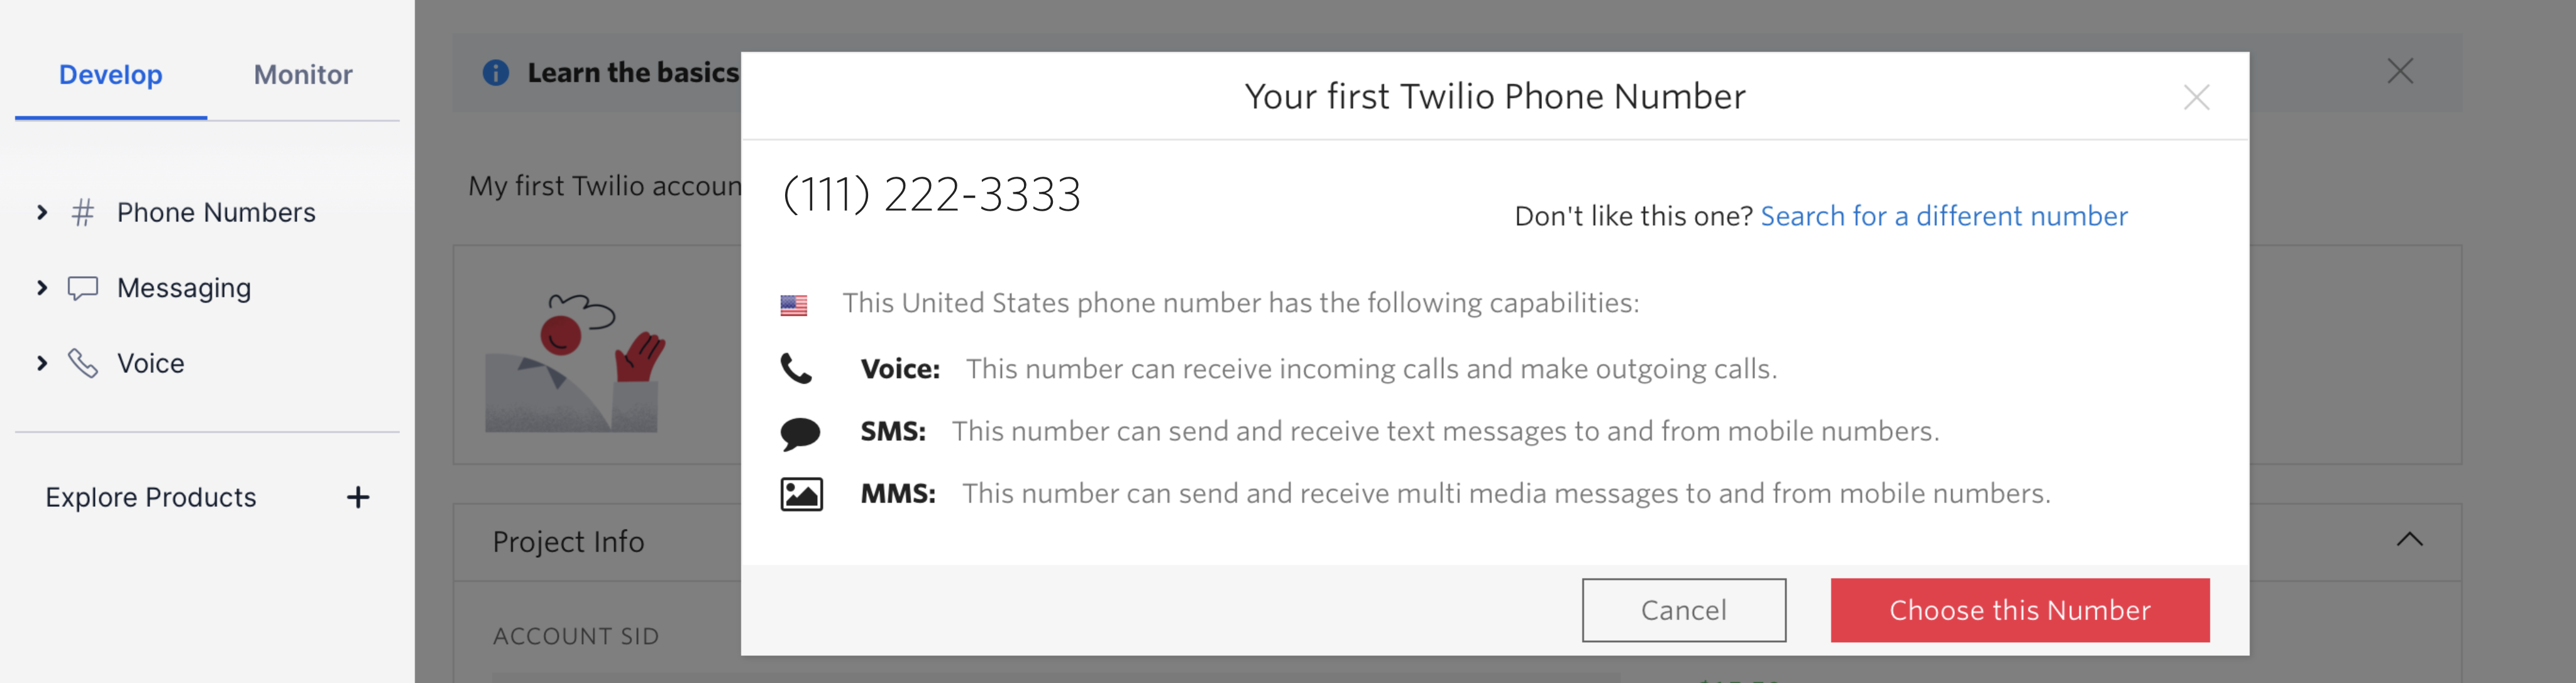 Develop
Monitor
Phone Numbers
Messaging
Voice
Explore Products
Learn the basics
My first Twilio accoun
Project Info
ACCOUNT SID
Your first Twilio Phone Number
(111) 222-3333
Don't like this one? Search for a different number
This United States phone number has the following capabilities:
Voice: This number can receive incoming calls and make outgoing calls.
SMS: This number can send and receive text messages to and from mobile numbers.
MMS: This number can send and receive multi media messages to and from mobile numbers.
Cancel
Choose this Number